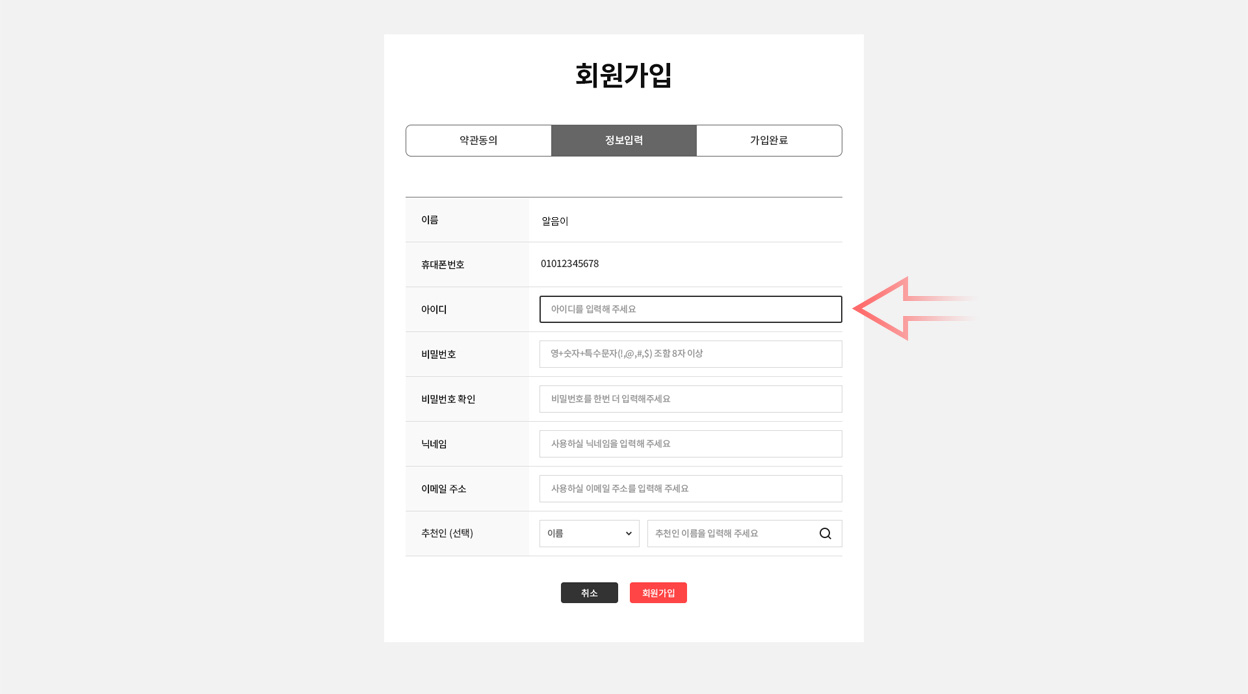 회원가입
약관동의 정보입력 가입완료
이름 알음이
휴대폰번호 01012345678
아이디 아이디를 입력해 주세요
비밀번호 영+숫자+특수문자(!,@,#,$) 조합 8자 이상
비밀번호 확인 비밀번호를 한번 더 입력해주세요
닉네임 사용하실 닉네임을 입력해 주세요
이메일 주소 사용하실 이메일 주소를 입력해 주세요
추천인 (선택) 이름 추천인 이름을 입력해 주세요
취소 회원가입